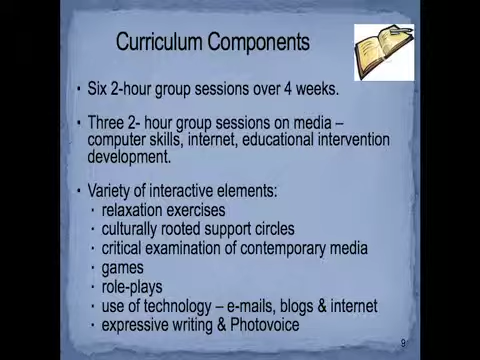 Curriculum Components
• Six 2-hour group sessions over 4 weeks.
• Three 2- hour group sessions on media –
computer skills, internet, educational intervention
development.
• Variety of interactive elements:
• relaxation exercises
• culturally rooted support circles
• critical examination of contemporary media
• games
• role-plays
• use of technology – e-mails, blogs & internet
• expressive writing & Photovoice
9